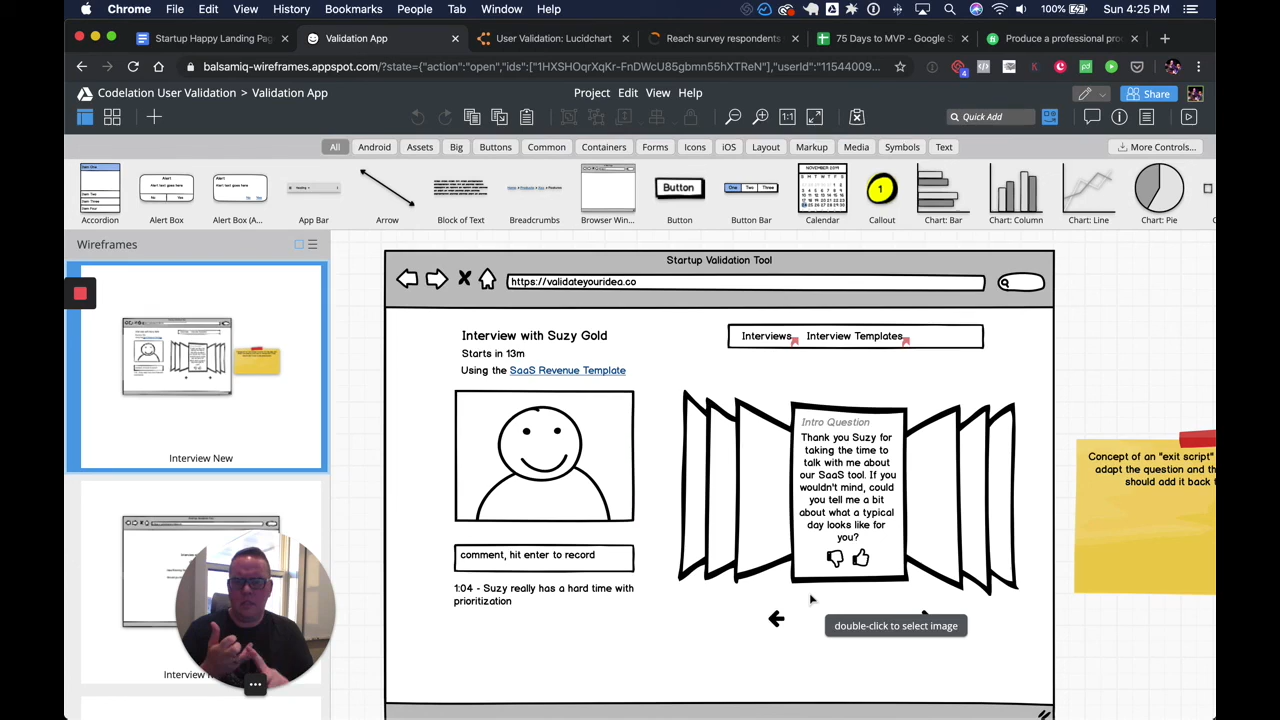 Chrome File Edit View History Bookmarks People Tab Window Help 100% Sun 4:25 PM
Startup Happy Landing Pag
Validation App
User Validation: Lucidchart
Reach survey respondents
75 Days to MVP - Google S
Produce a professional pro
balsamiq-wireframes.appspot.com/?state={"action":"open","ids":["1HXSHOqrXqKr-FnDWcU85gbmn55hXTReN"],"userId":"11544009...
Codelation User Validation > Validation App
Project Edit View Help
Share
1:1
Quick Add
All Android Assets Big Buttons Common Containers Forms Icons iOS Layout Markup Media Symbols Text
More Controls...
Accordion
Alert Box
Alert Box (A...
App Bar
Arrow
Block of Text
Breadcrumbs
Browser Win...
Button
Button
Button Bar
Calendar
1
Callout
Chart: Bar
Chart: Column
Chart: Line
Chart: Pie
Wireframes
Interview New
Startup Validation Tool
https://validateyouridea.co
Interview with Suzy Gold
Starts in 13m
Using the SaaS Revenue Template
Interviews Interview Templates
Intro Question
Thank you Suzy for
taking the time to
talk with me about
our SaaS tool. If you
wouldn't mind, could
you tell me a bit
about what a typical
day looks like for
you?
comment, hit enter to record
1:04 - Suzy really has a hard time with
prioritization
double-click to select image
Concept of an "exit script"
adapt the question and th
should add it back t